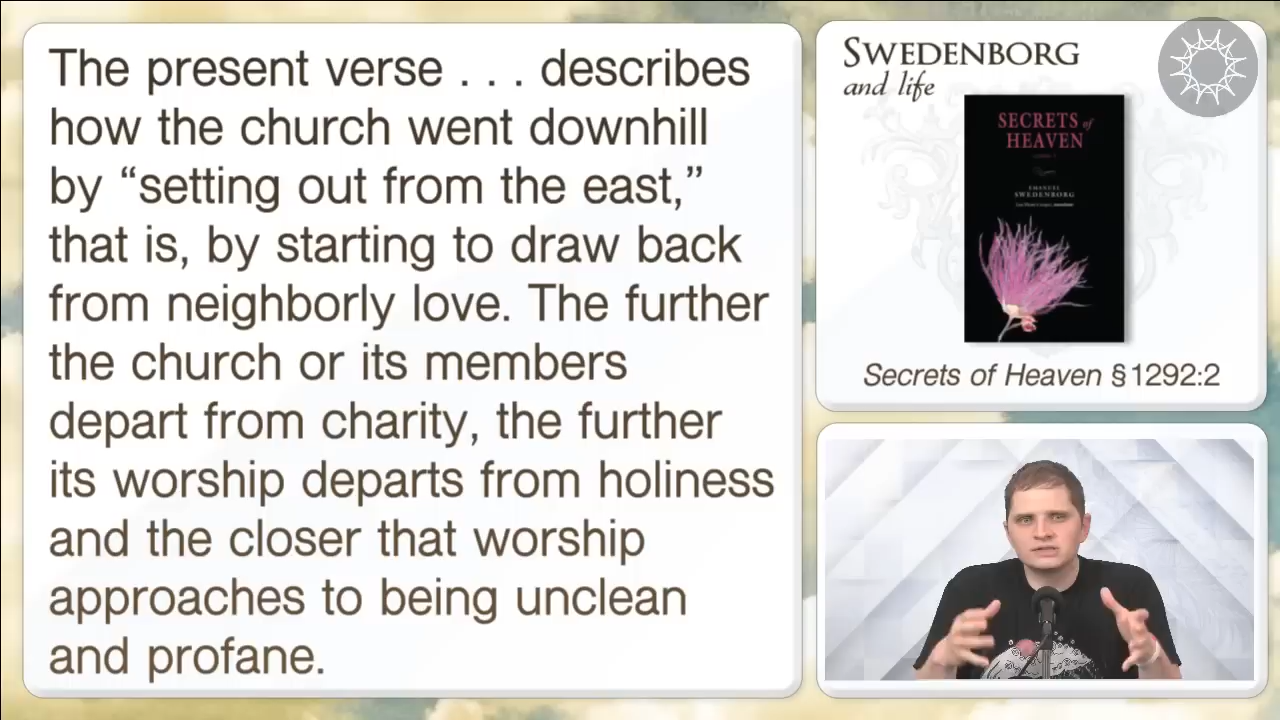 The present verse . . . describes
how the church went downhill
by “setting out from the east,”
that is, by starting to draw back
from neighborly love. The further
the church or its members
depart from charity, the further
its worship departs from holiness
and the closer that worship
approaches to being unclean
and profane.
SWEDENBORG
and life
SECRETS of
HEAVEN
EMANUEL
SWEDENBORG
Secrets of Heaven §1292:2